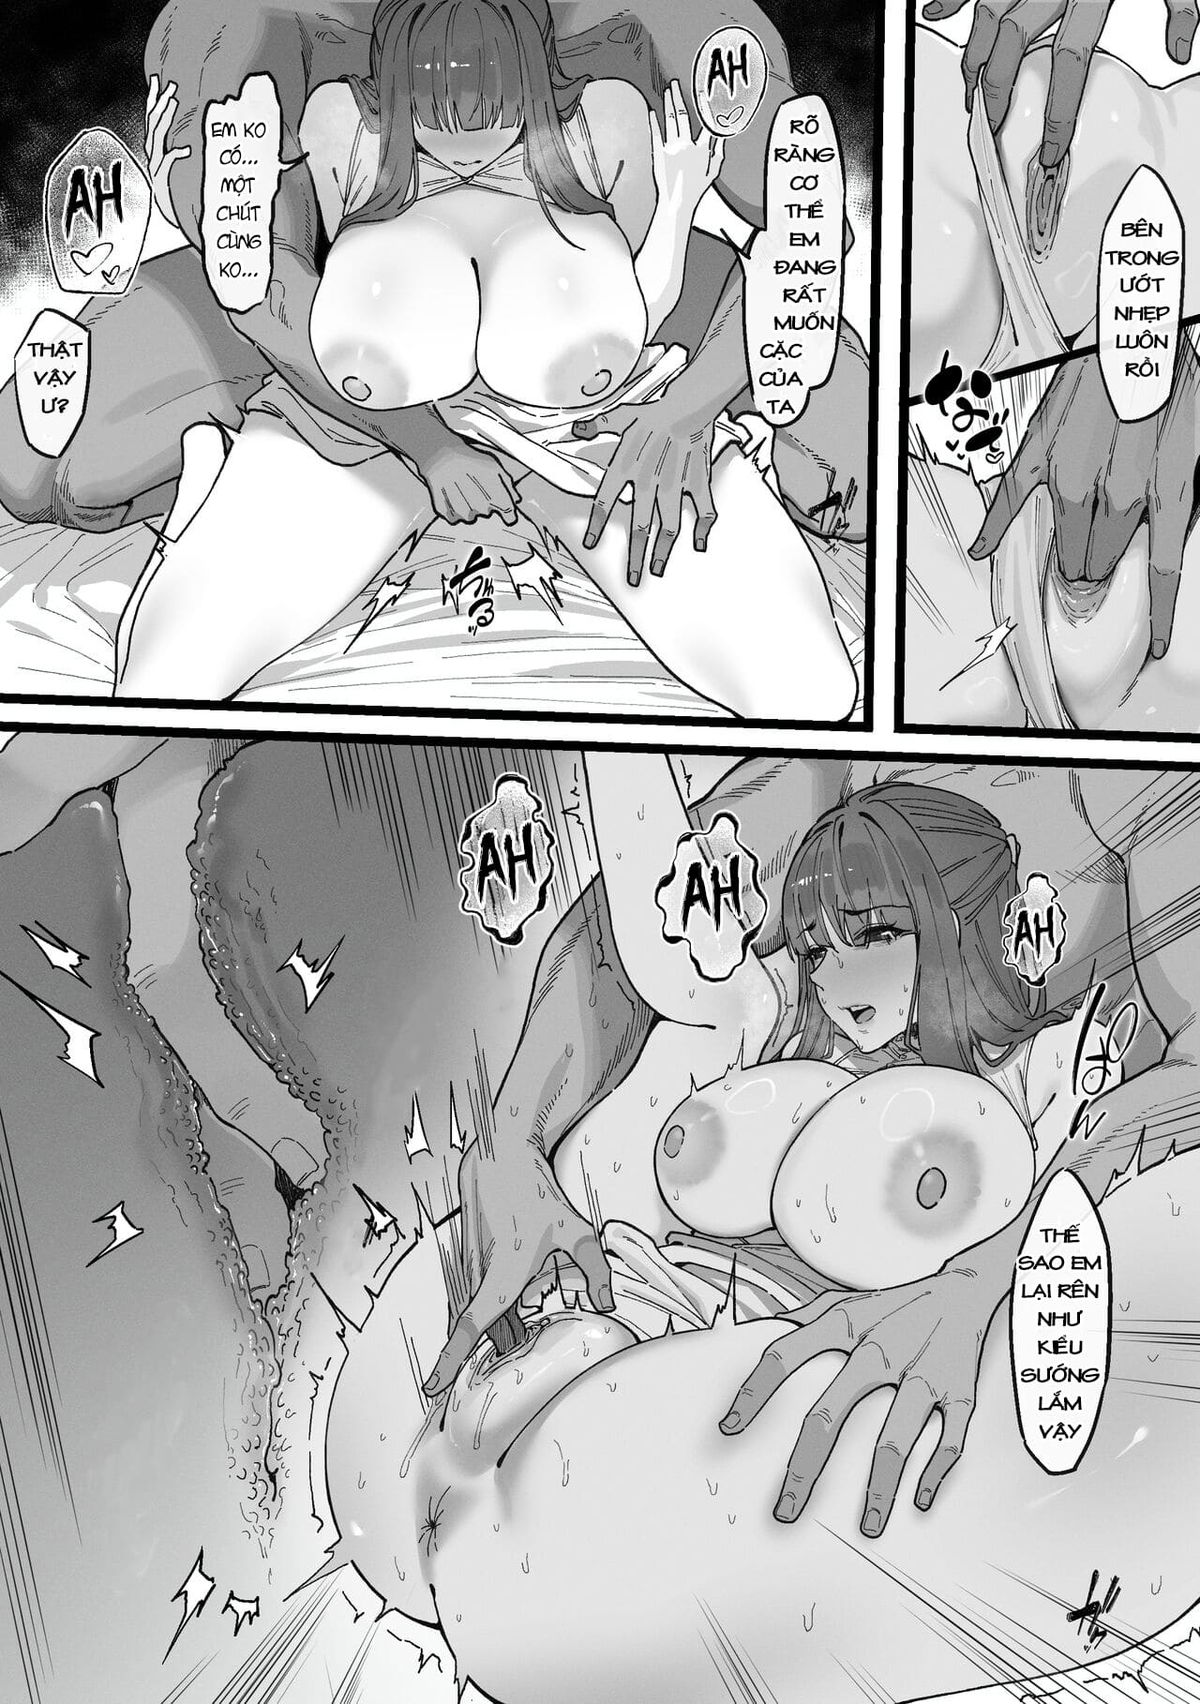 BÊN
TRONG
ƯỚT
NHẸP
LUÔN
RỒI
AH
RÕ
RÀNG
CƠ
THỂ
EM
ĐANG
RẤT
MUỐN
CẶC
CỦA
TA
EM KO
CÓ...
MỘT
CHÚT
CÙNG
KO...
AH
THẬT
VẬY
Ư?
AH
AH
AH
THẾ
SAO EM
LẠI RÊN
NHƯ
KIỂU
SƯỚNG
LẮM
VẬY